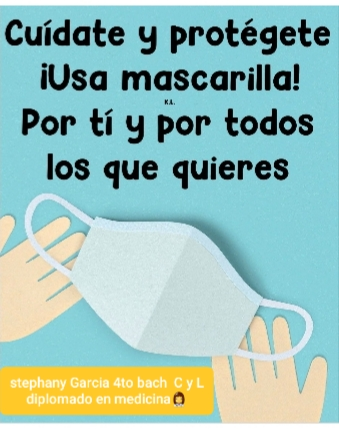 Cuídate y protégete
¡Usa mascarilla!
K.L.
Por tí y por todos
los que quieres
stephany Garcia 4to bach C y L
diplomado en medicina👩‍⚕️